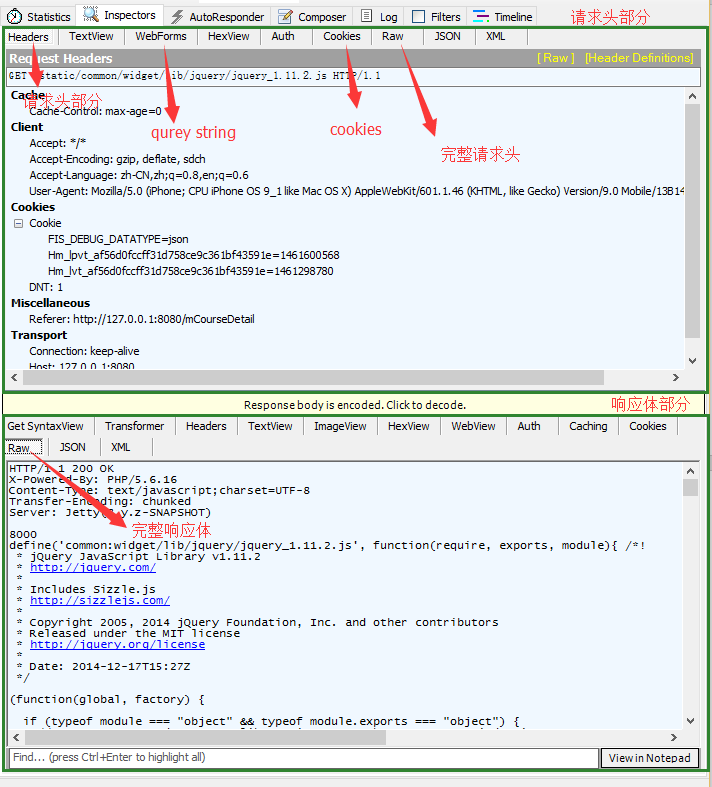 Statistics Inspectors AutoResponder Composer Log Filters Timeline
请求头部分
Headers TextView WebForms HexView Auth Cookies Raw JSON XML
Request Headers [ Raw ] [Header Definitions]
GET /static/common/widget/lib/jquery/jquery_1.11.2.js HTTP/1.1
Cache
请求头部分
Cache-Control: max-age=0
qurey string
cookies
完整请求头
Client
Accept: */*
Accept-Encoding: gzip, deflate, sdch
Accept-Language: zh-CN,zh;q=0.8,en;q=0.6
User-Agent: Mozilla/5.0 (iPhone; CPU iPhone OS 9_1 like Mac OS X) AppleWebKit/601.1.46 (KHTML, like Gecko) Version/9.0 Mobile/13B14
Cookies
Cookie
FIS_DEBUG_DATATYPE=json
Hm_lpvt_af56d0fccff31d758ce9c361bf43591e=1461600568
Hm_lvt_af56d0fccff31d758ce9c361bf43591e=1461298780
DNT: 1
Miscellaneous
Referer: http://127.0.0.1:8080/mCourseDetail
Transport
Connection: keep-alive
Host: 127.0.0.1:8080
Response body is encoded. Click to decode.
响应体部分
Get SyntaxView Transformer Headers TextView ImageView HexView WebView Auth Caching Cookies
Raw JSON XML
HTTP/1.1 200 OK
X-Powered-By: PHP/5.6.16
Content-Type: text/javascript;charset=UTF-8
Transfer-Encoding: chunked
Server: Jetty(y.z-SNAPSHOT)
完整响应体
8000
define('common:widget/lib/jquery/jquery_1.11.2.js', function(require, exports, module){ /*!
* jQuery JavaScript Library v1.11.2
* http://jquery.com/
*
* Includes Sizzle.js
* http://sizzlejs.com/
*
* Copyright 2005, 2014 jQuery Foundation, Inc. and other contributors
* Released under the MIT license
* http://jquery.org/license
*
* Date: 2014-12-17T15:27Z
*/
(function(global, factory) {
if (typeof module === "object" && typeof module.exports === "object") {
Find... (press Ctrl+Enter to highlight all) View in Notepad